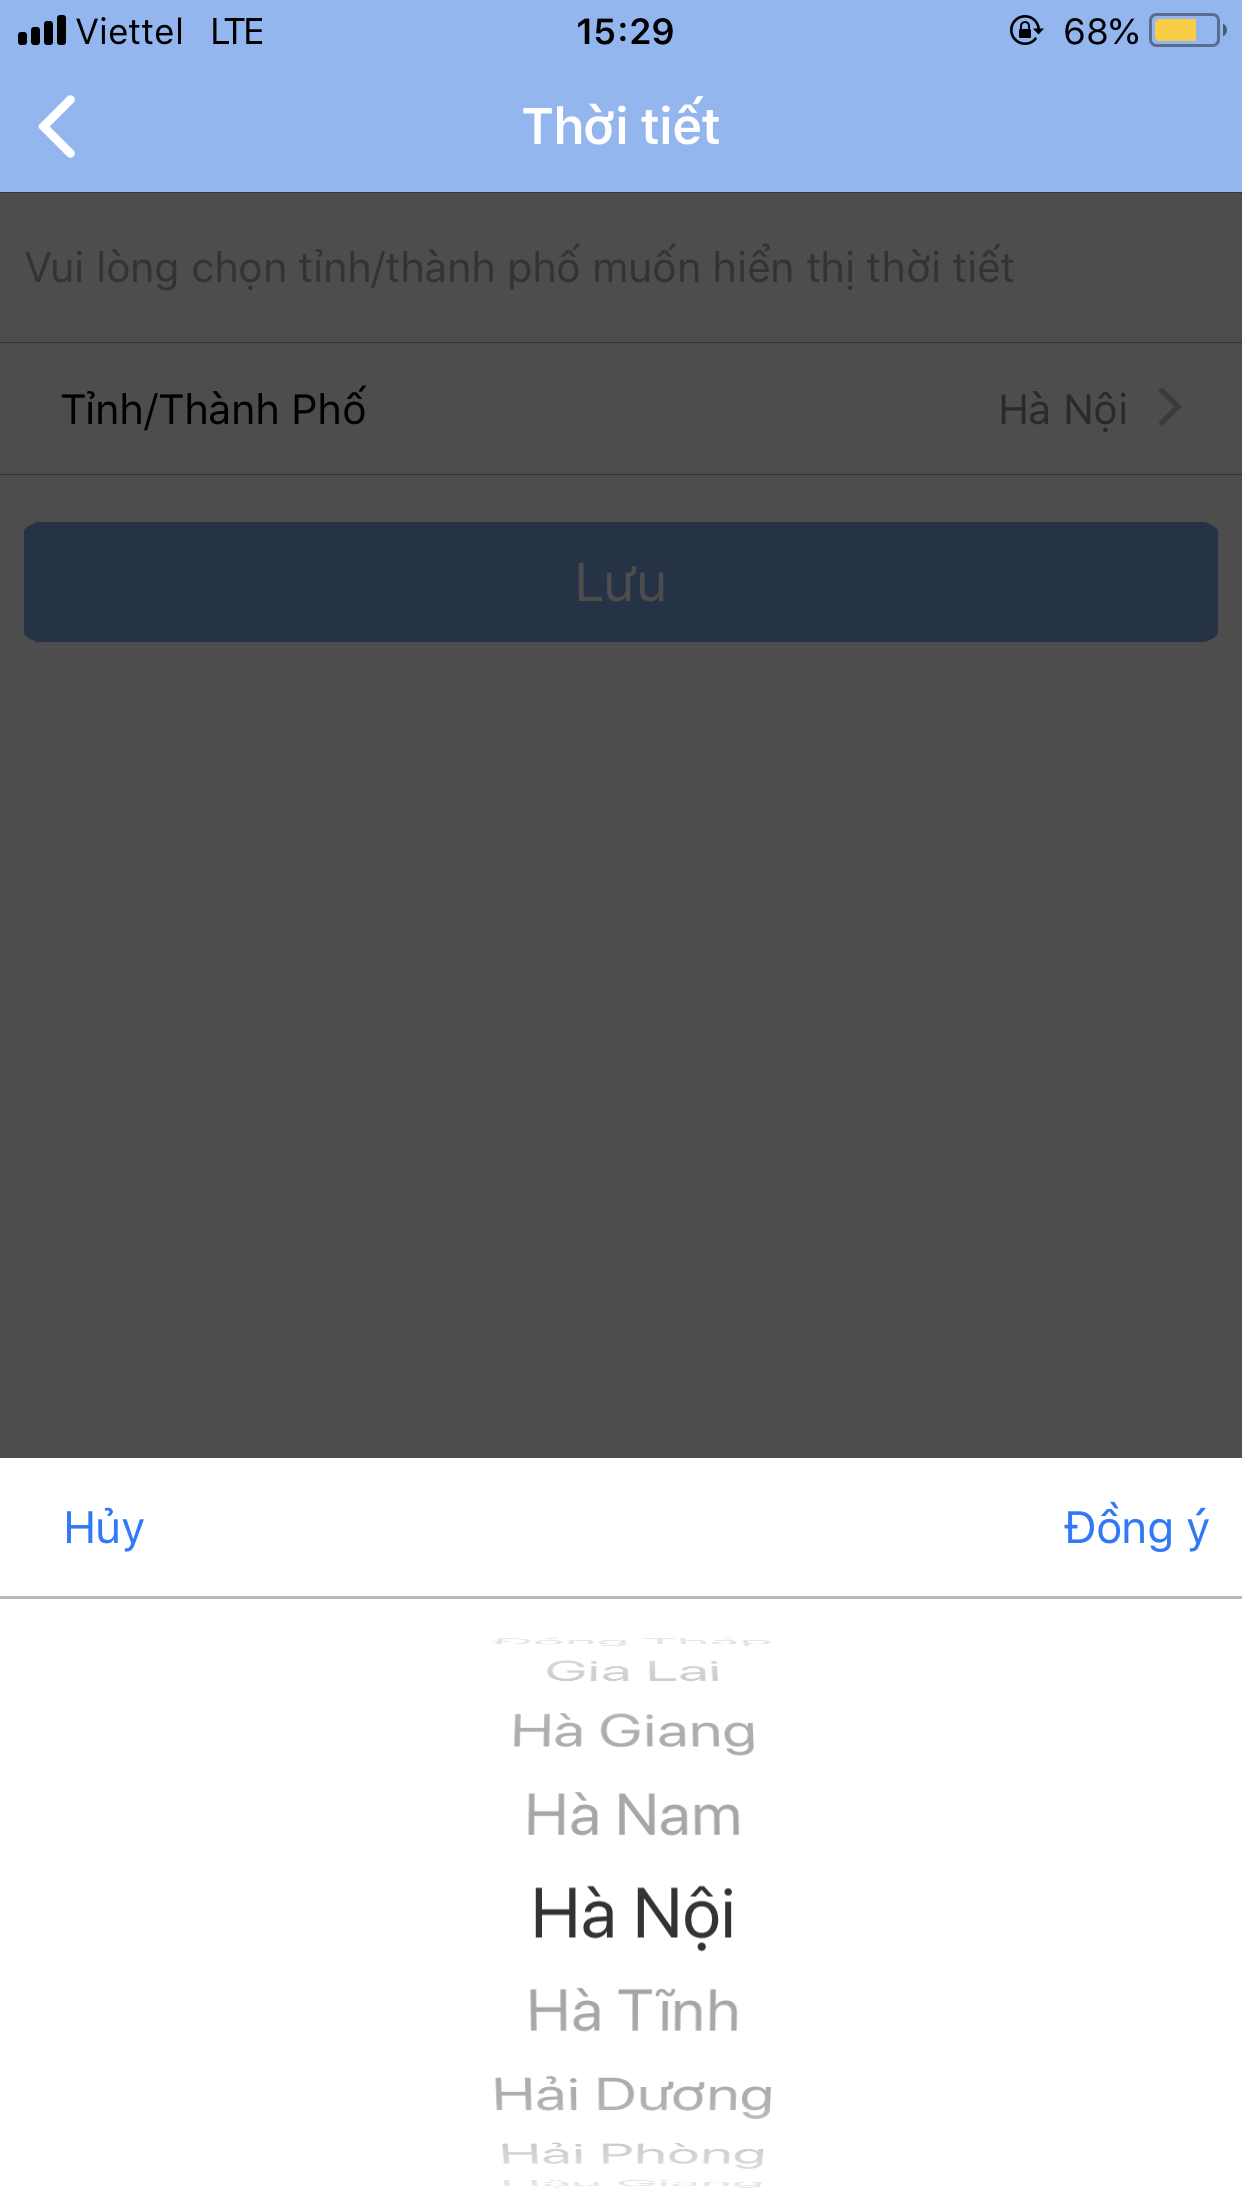 Viettel LTE 15:29 68%
Thời tiết
Vui lòng chọn tỉnh/thành phố muốn hiển thị thời tiết
Tỉnh/Thành Phố Hà Nội
Lưu
Hủy Đồng ý
Đồng Tháp
Gia Lai
Hà Giang
Hà Nam
Hà Nội
Hà Tĩnh
Hải Dương
Hải Phòng
Hậu Giang